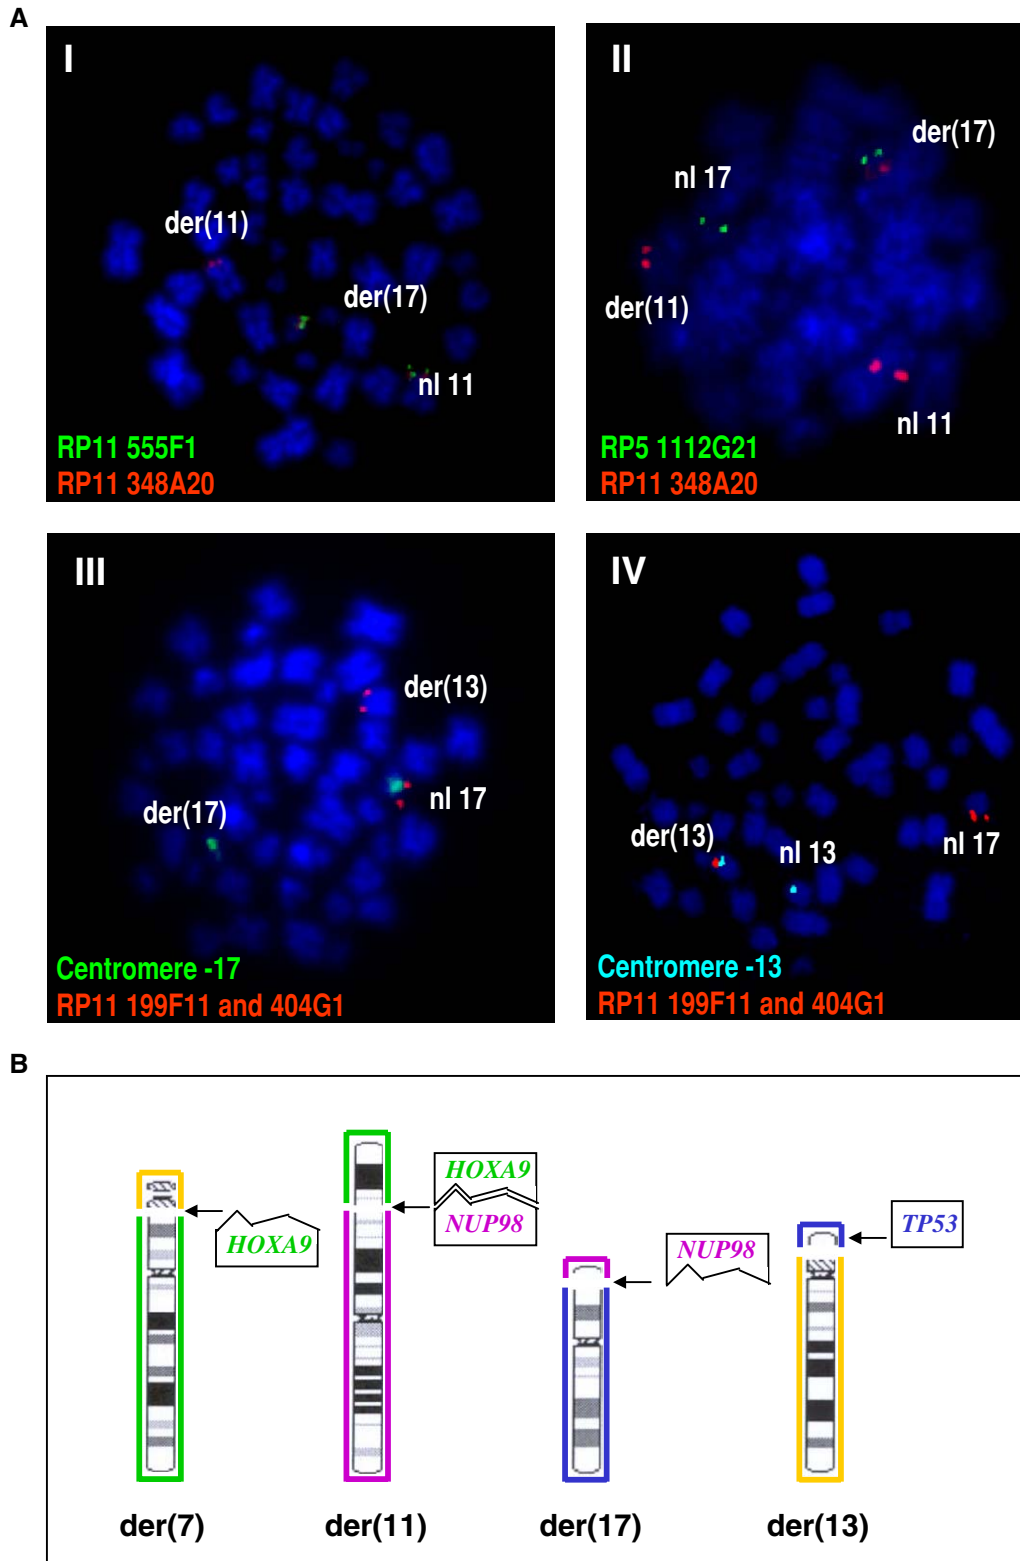 A
I
der(11)
der(17)
nl 11
RP11 555F1
RP11 348A20
II
der(17)
nl 17
der(11)
nl 11
RP5 1112G21
RP11 348A20
III
der(13)
nl 17
der(17)
Centromere -17
RP11 199F11 and 404G1
IV
der(13)
nl 13
nl 17
Centromere -13
RP11 199F11 and 404G1
B
HOXA9
HOXA9
NUP98
NUP98
TP53
der(7)
der(11)
der(17)
der(13)